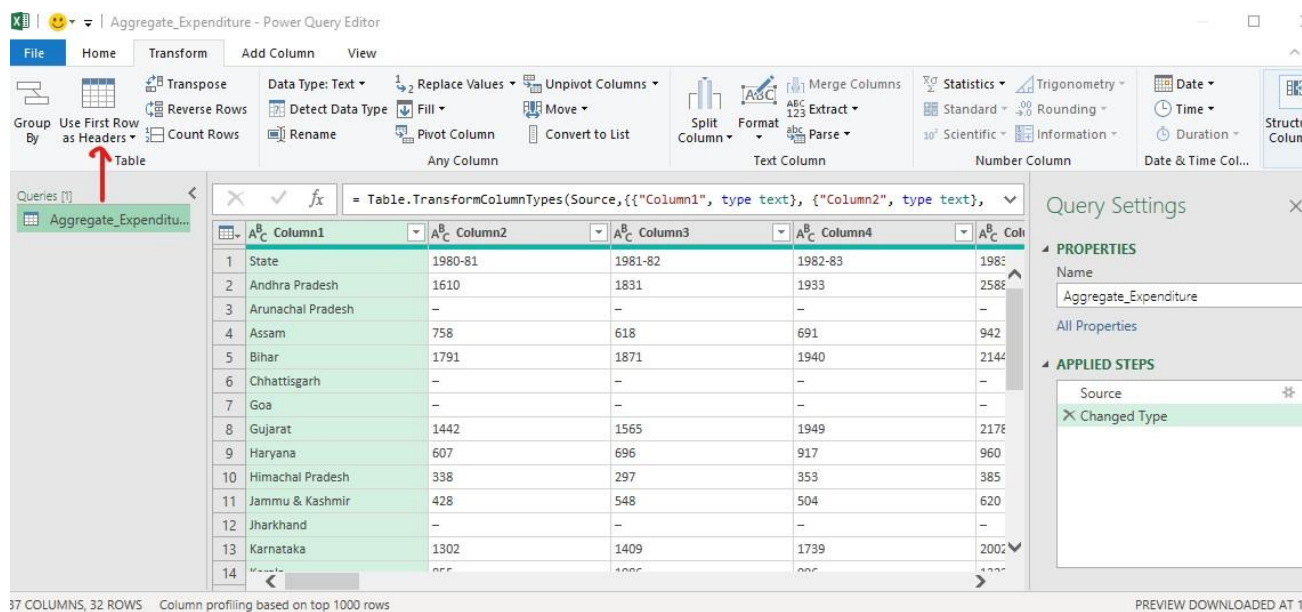 Aggregate_Expenditure - Power Query Editor
File Home Transform Add Column View
Group By
Use First Row as Headers
Transpose
Reverse Rows
Count Rows
Table
Data Type: Text
Detect Data Type
Rename
Replace Values
Fill
Pivot Column
Unpivot Columns
Move
Convert to List
Any Column
Split Column
Format
Merge Columns
Extract
Parse
Text Column
Statistics
Standard
Scientific
Trigonometry
Rounding
Information
Number Column
Date
Time
Duration
Date & Time Col...
Queries [1]
Aggregate_Expenditu...
fx = Table.TransformColumnTypes(Source,{{"Column1", type text}, {"Column2", type text},
Column1 Column2 Column3 Column4
1 State 1980-81 1981-82 1982-83
2 Andhra Pradesh 1610 1831 1933 2588
3 Arunachal Pradesh – – – –
4 Assam 758 618 691 942
5 Bihar 1791 1871 1940 2144
6 Chhattisgarh – – – –
7 Goa – – – –
8 Gujarat 1442 1565 1949 2178
9 Haryana 607 696 917 960
10 Himachal Pradesh 338 297 353 385
11 Jammu & Kashmir 428 548 504 620
12 Jharkhand – – – –
13 Karnataka 1302 1409 1739 2002
14
Query Settings
PROPERTIES
Name
Aggregate_Expenditure
All Properties
APPLIED STEPS
Source
Changed Type
37 COLUMNS, 32 ROWS Column profiling based on top 1000 rows
PREVIEW DOWNLOADED AT 1